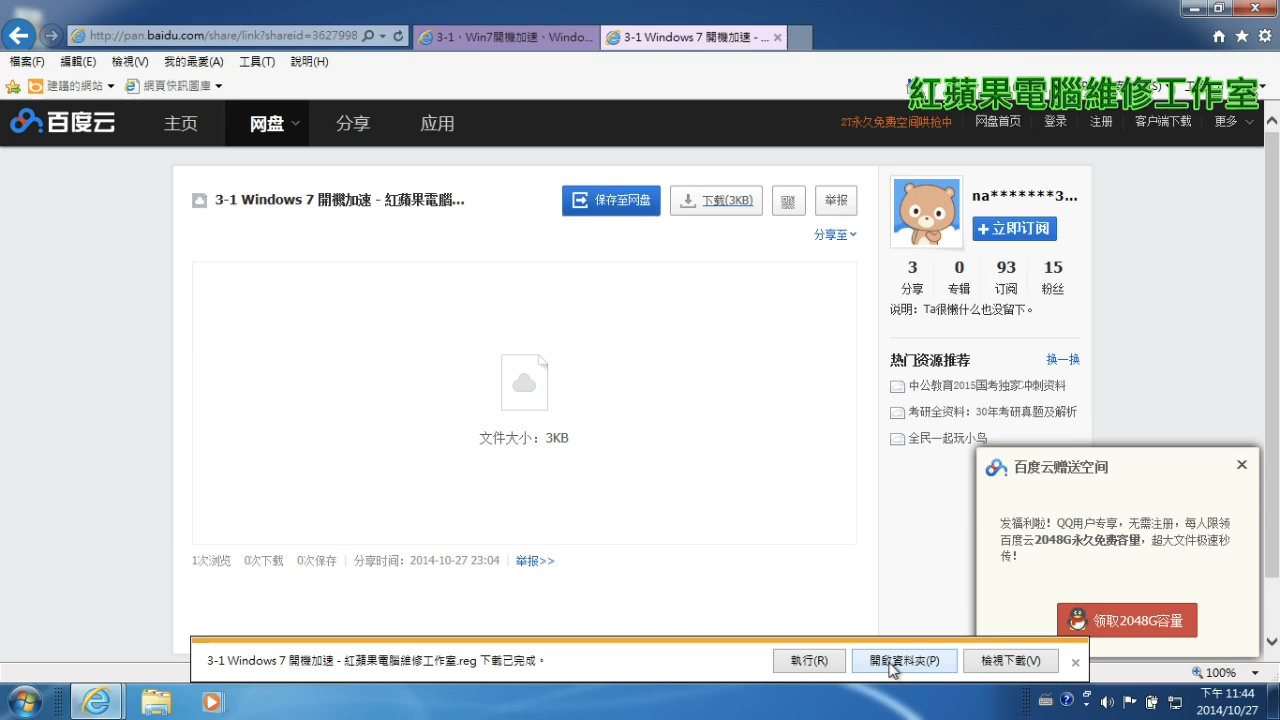 http://pan.baidu.com/share/link?shareid=3627998
3-1、Win7開機加速、Windo...
3-1 Windows 7 開機加速 - ...
檔案(F) 編輯(E) 檢視(V) 我的最愛(A) 工具(T) 說明(H)
建議的網站 網頁快訊圖庫
紅蘋果電腦維修工作室
百度云 主页 网盘 分享 应用
2T永久免费空间哄抢中 网盘首页 登录 注册 客户端下载 更多
3-1 Windows 7 開機加速 - 紅蘋果電腦...
保存至网盘 下载(3KB) 举报
分享至
文件大小：3KB
1次浏览 0次下载 0次保存 | 分享时间：2014-10-27 23:04 | 举报>>
na*******3...
+立即订阅
3 0 93 15
分享 专辑 订阅 粉丝
说明：Ta很懒什么也没留下。
热门资源推荐 换一换
中公教育2015国考独家冲刺资料
考研全资料：30年考研真题及解析
全民一起玩小鸟
百度云赠送空间
发福利啦！QQ用户专享，无需注册，每人限领
百度云2048G永久免费容量，超大文件极速秒
传！
领取2048G容量
3-1 Windows 7 開機加速 - 紅蘋果電腦維修工作室.reg 下載已完成。
執行(R) 開啟資料夾(P) 檢視下載(V)
100%
下午 11:44
2014/10/27